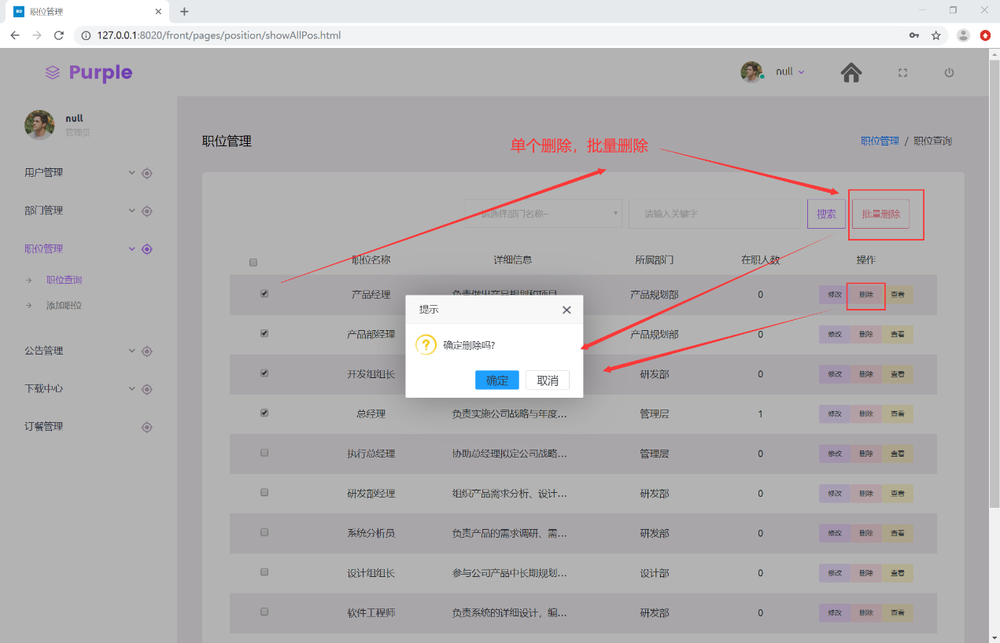 职位管理
127.0.0.1:8020/front/pages/position/showAllPos.html
Purple
null
null
管理员
用户管理
部门管理
职位管理
职位查询
添加职位
公告管理
下载中心
订餐管理
职位管理
单个删除，批量删除
职位管理 / 职位查询
请选择部门名称--
请输入关键字
搜索
批量删除
职位名称 详细信息 所属部门 在职人数 操作
产品经理 负责做出产品规划和项目 产品规划部 0 修改 删除 查看
产品部经理 产品规划部 0 修改 删除 查看
开发组组长 研发部 0 修改 删除 查看
总经理 负责实施公司战略与年度... 管理层 1 修改 删除 查看
执行总经理 协助总经理拟定公司战略... 管理层 0 修改 删除 查看
研发部经理 组织产品需求分析、设计... 研发部 0 修改 删除 查看
系统分析员 负责产品的需求调研、需... 研发部 0 修改 删除 查看
设计组组长 参与公司产品中长期规划... 设计部 0 修改 删除 查看
软件工程师 负责系统的详细设计，编... 研发部 0 修改 删除 查看
提示
确定删除吗?
确定 取消